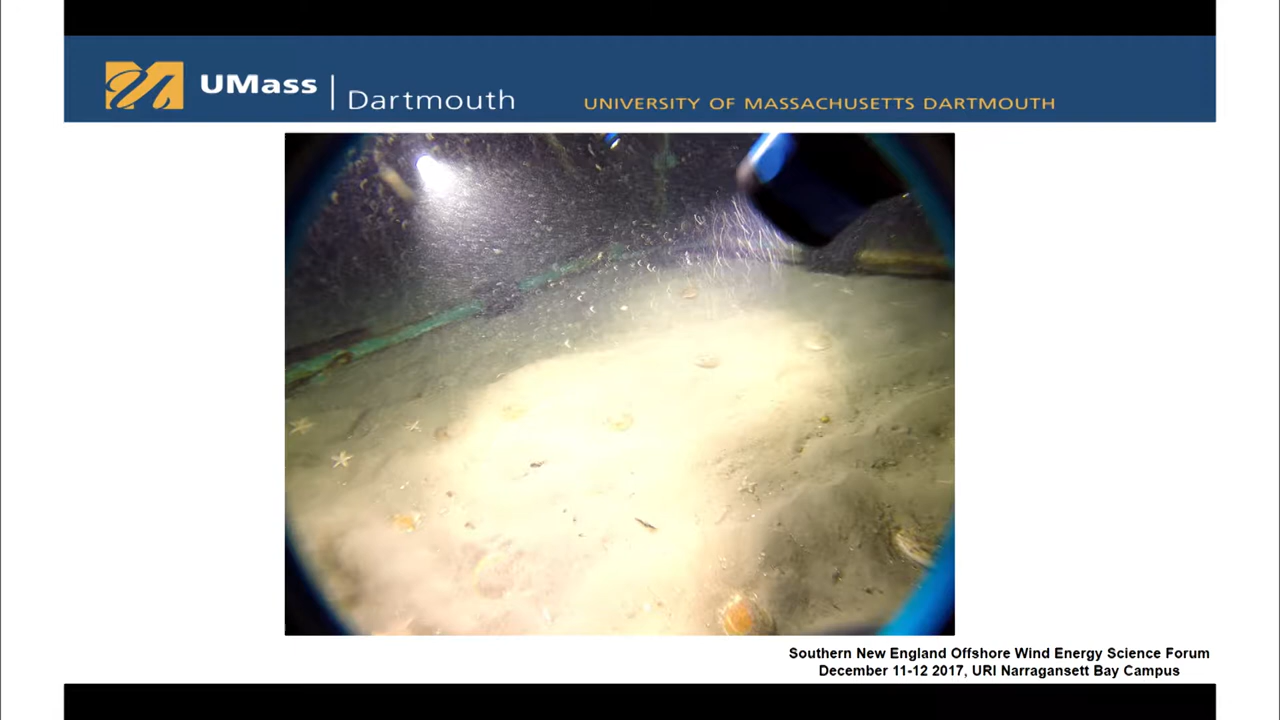 UMass | Dartmouth
UNIVERSITY OF MASSACHUSETTS DARTMOUTH
Southern New England Offshore Wind Energy Science Forum
December 11-12 2017, URI Narragansett Bay Campus